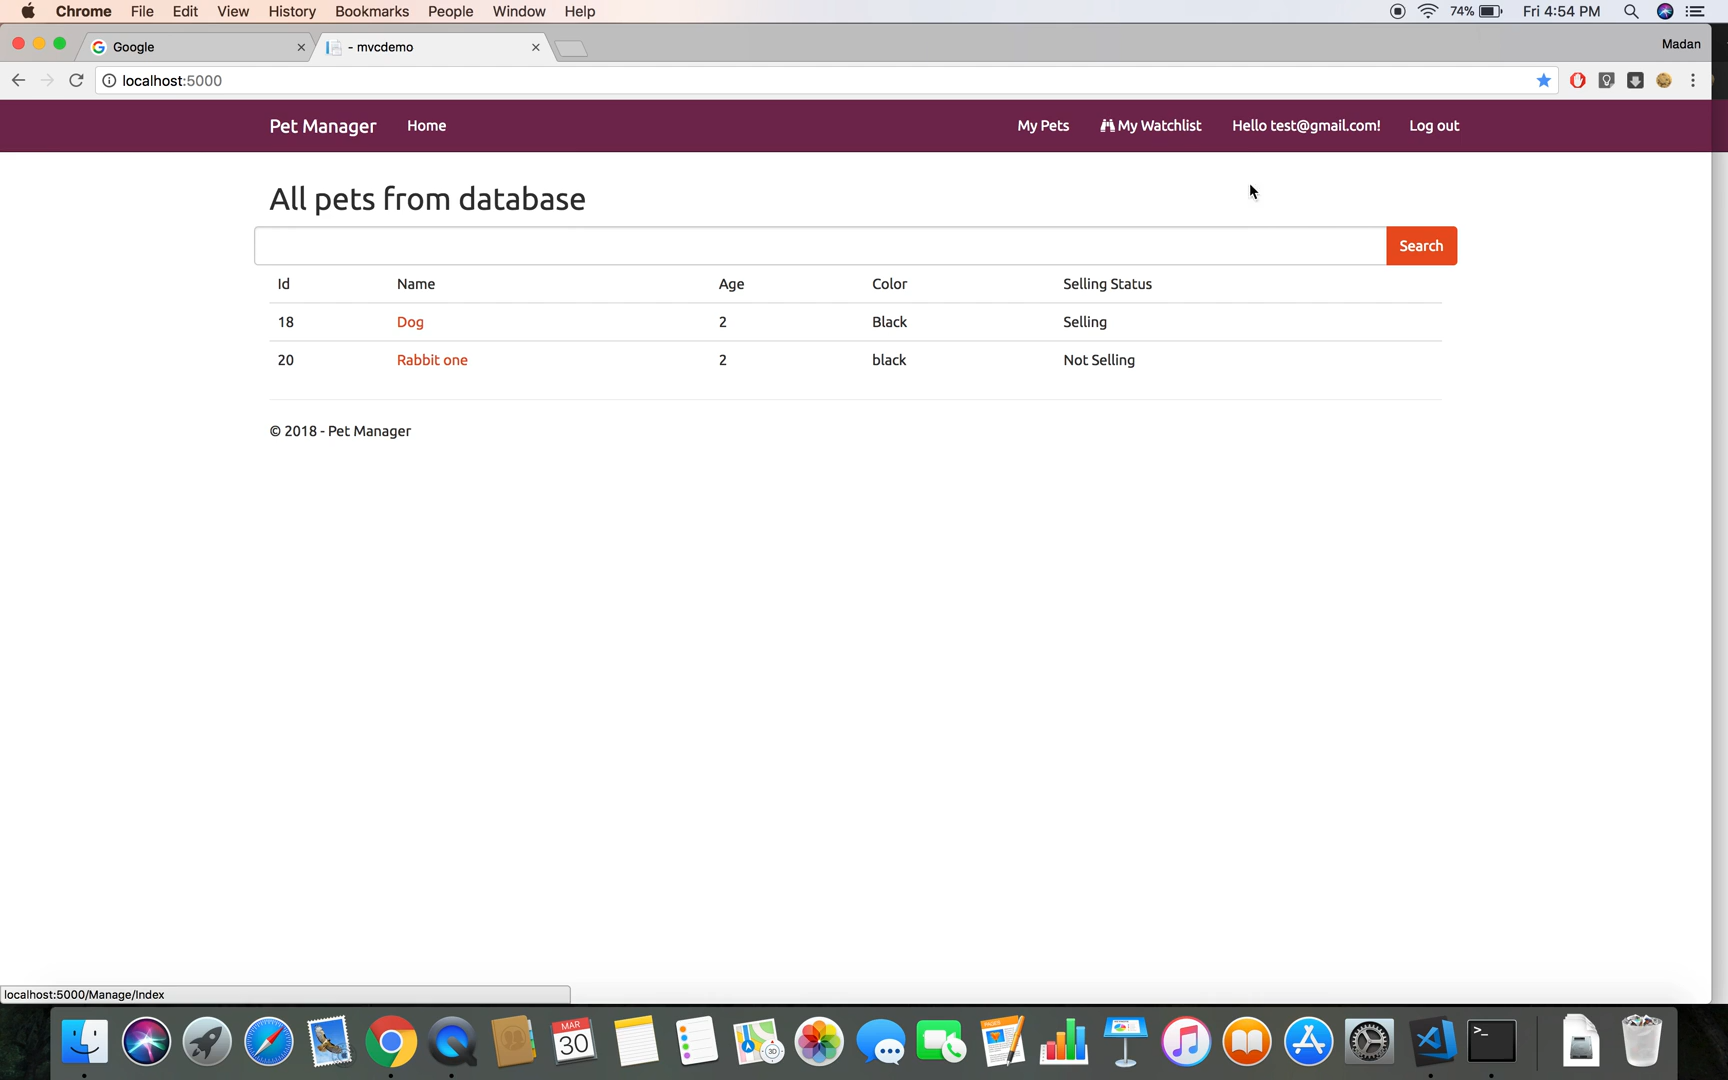 Chrome File Edit View History Bookmarks People Window Help 74% Fri 4:54 PM
Google - mvcdemo Madan
localhost:5000
Pet Manager Home My Pets My Watchlist Hello test@gmail.com! Log out
All pets from database
Search
Id Name Age Color Selling Status
18 Dog 2 Black Selling
20 Rabbit one 2 black Not Selling
© 2018 - Pet Manager
localhost:5000/Manage/Index
MAR
30
3D
PAGES
>_